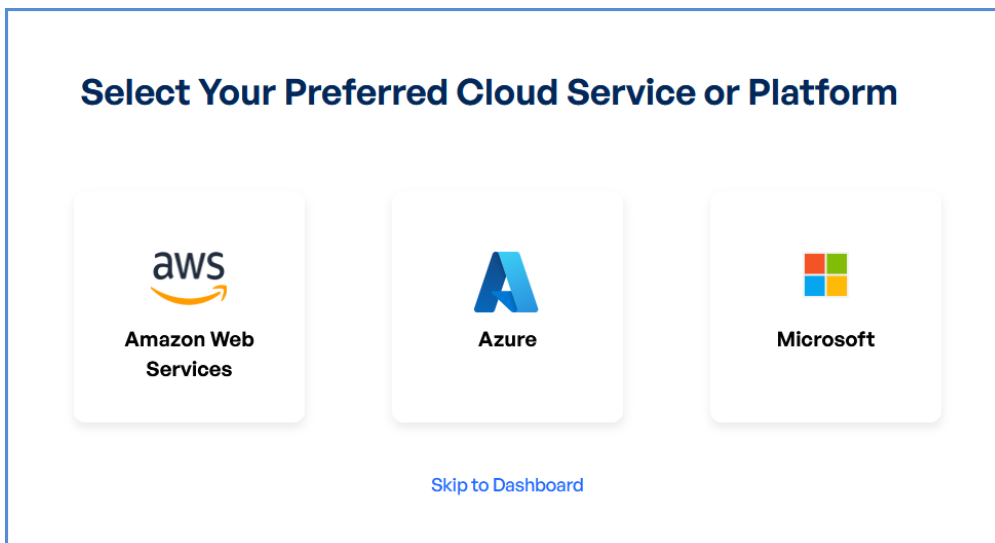 Select Your Preferred Cloud Service or Platform
aws
Amazon Web
Services
Azure
Microsoft
Skip to Dashboard